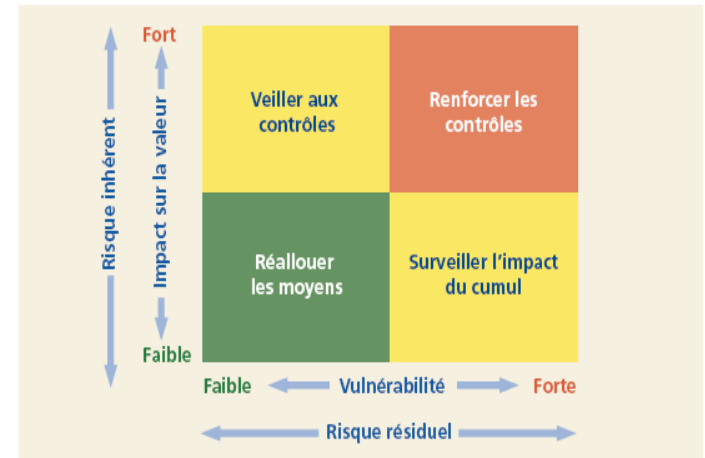 Fort
Risque inhérent
Impact sur la valeur
Veiller aux
contrôles
Renforcer les
contrôles
Réallouer
les moyens
Surveiller l'impact
du cumul
Faible
Faible
Vulnérabilité
Forte
Risque résiduel